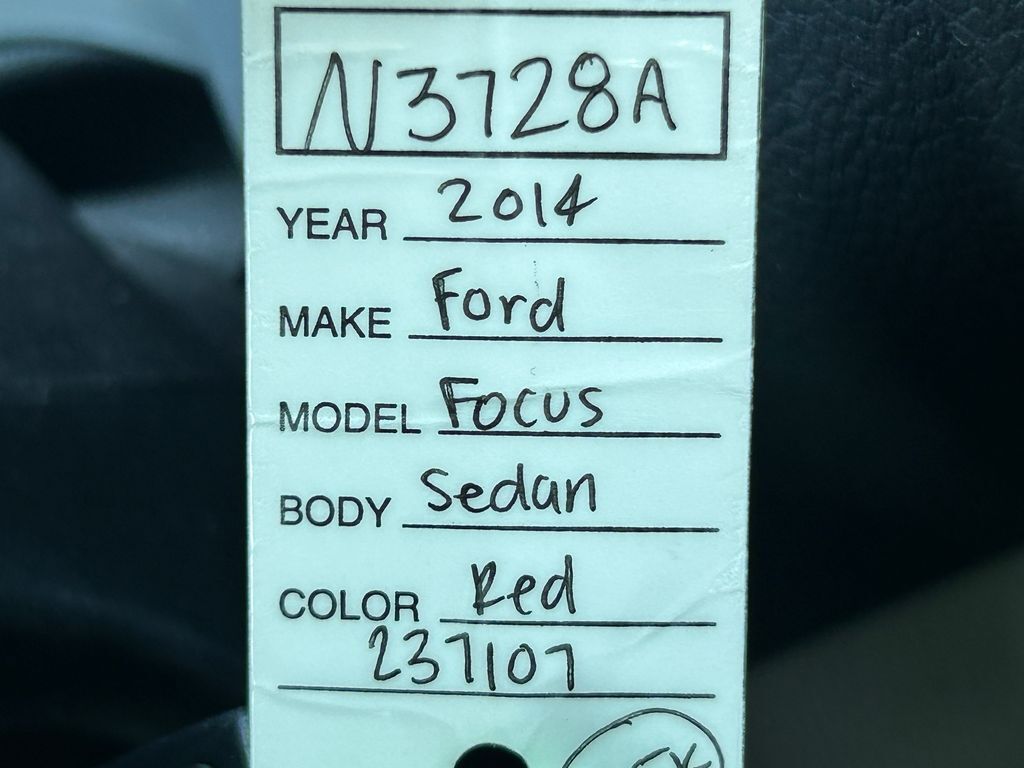 N3728A
YEAR 2014
MAKE Ford
MODEL Focus
BODY Sedan
COLOR Red
237107